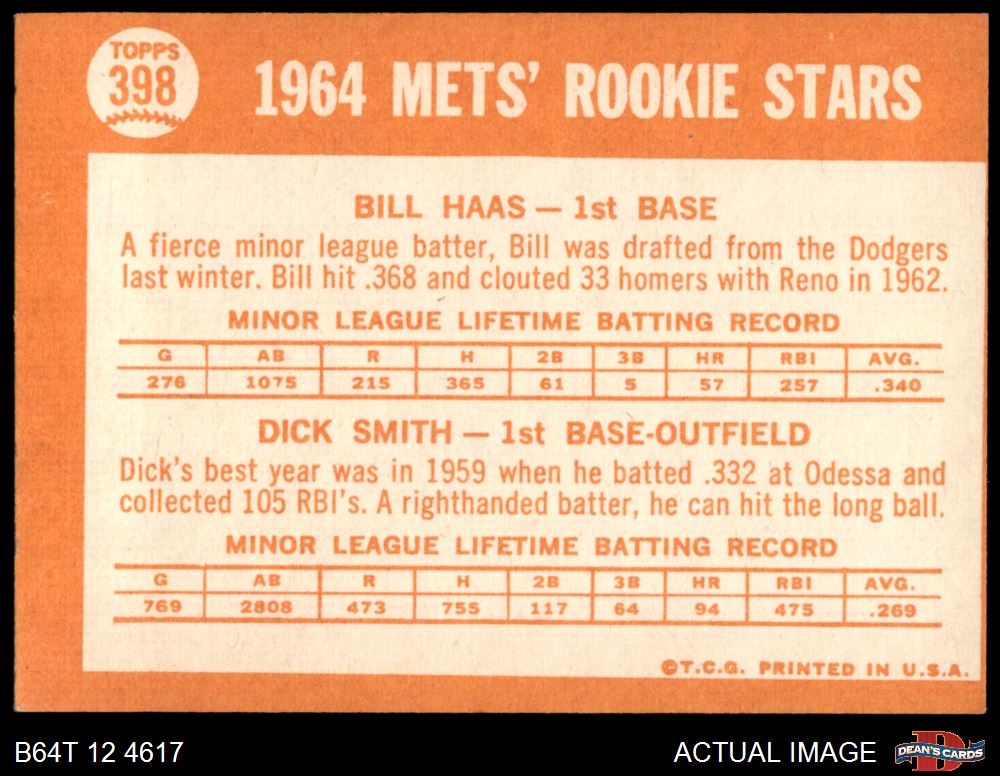 TOPPS
398
1964 METS' ROOKIE STARS
BILL HAAS — 1st BASE
A fierce minor league batter, Bill was drafted from the Dodgers
last winter. Bill hit .368 and clouted 33 homers with Reno in 1962.
MINOR LEAGUE LIFETIME BATTING RECORD
G AB R H 2B 3B HR RBI AVG.
276 1075 215 365 61 5 57 257 .340
DICK SMITH — 1st BASE-OUTFIELD
Dick's best year was in 1959 when he batted .332 at Odessa and
collected 105 RBI's. A righthanded batter, he can hit the long ball.
MINOR LEAGUE LIFETIME BATTING RECORD
G AB R H 2B 3B HR RBI AVG.
769 2808 473 755 117 64 94 475 .269
©T.C.G. PRINTED IN U.S.A.
B64T 12 4617
ACTUAL IMAGE
D
DEAN'S CARDS